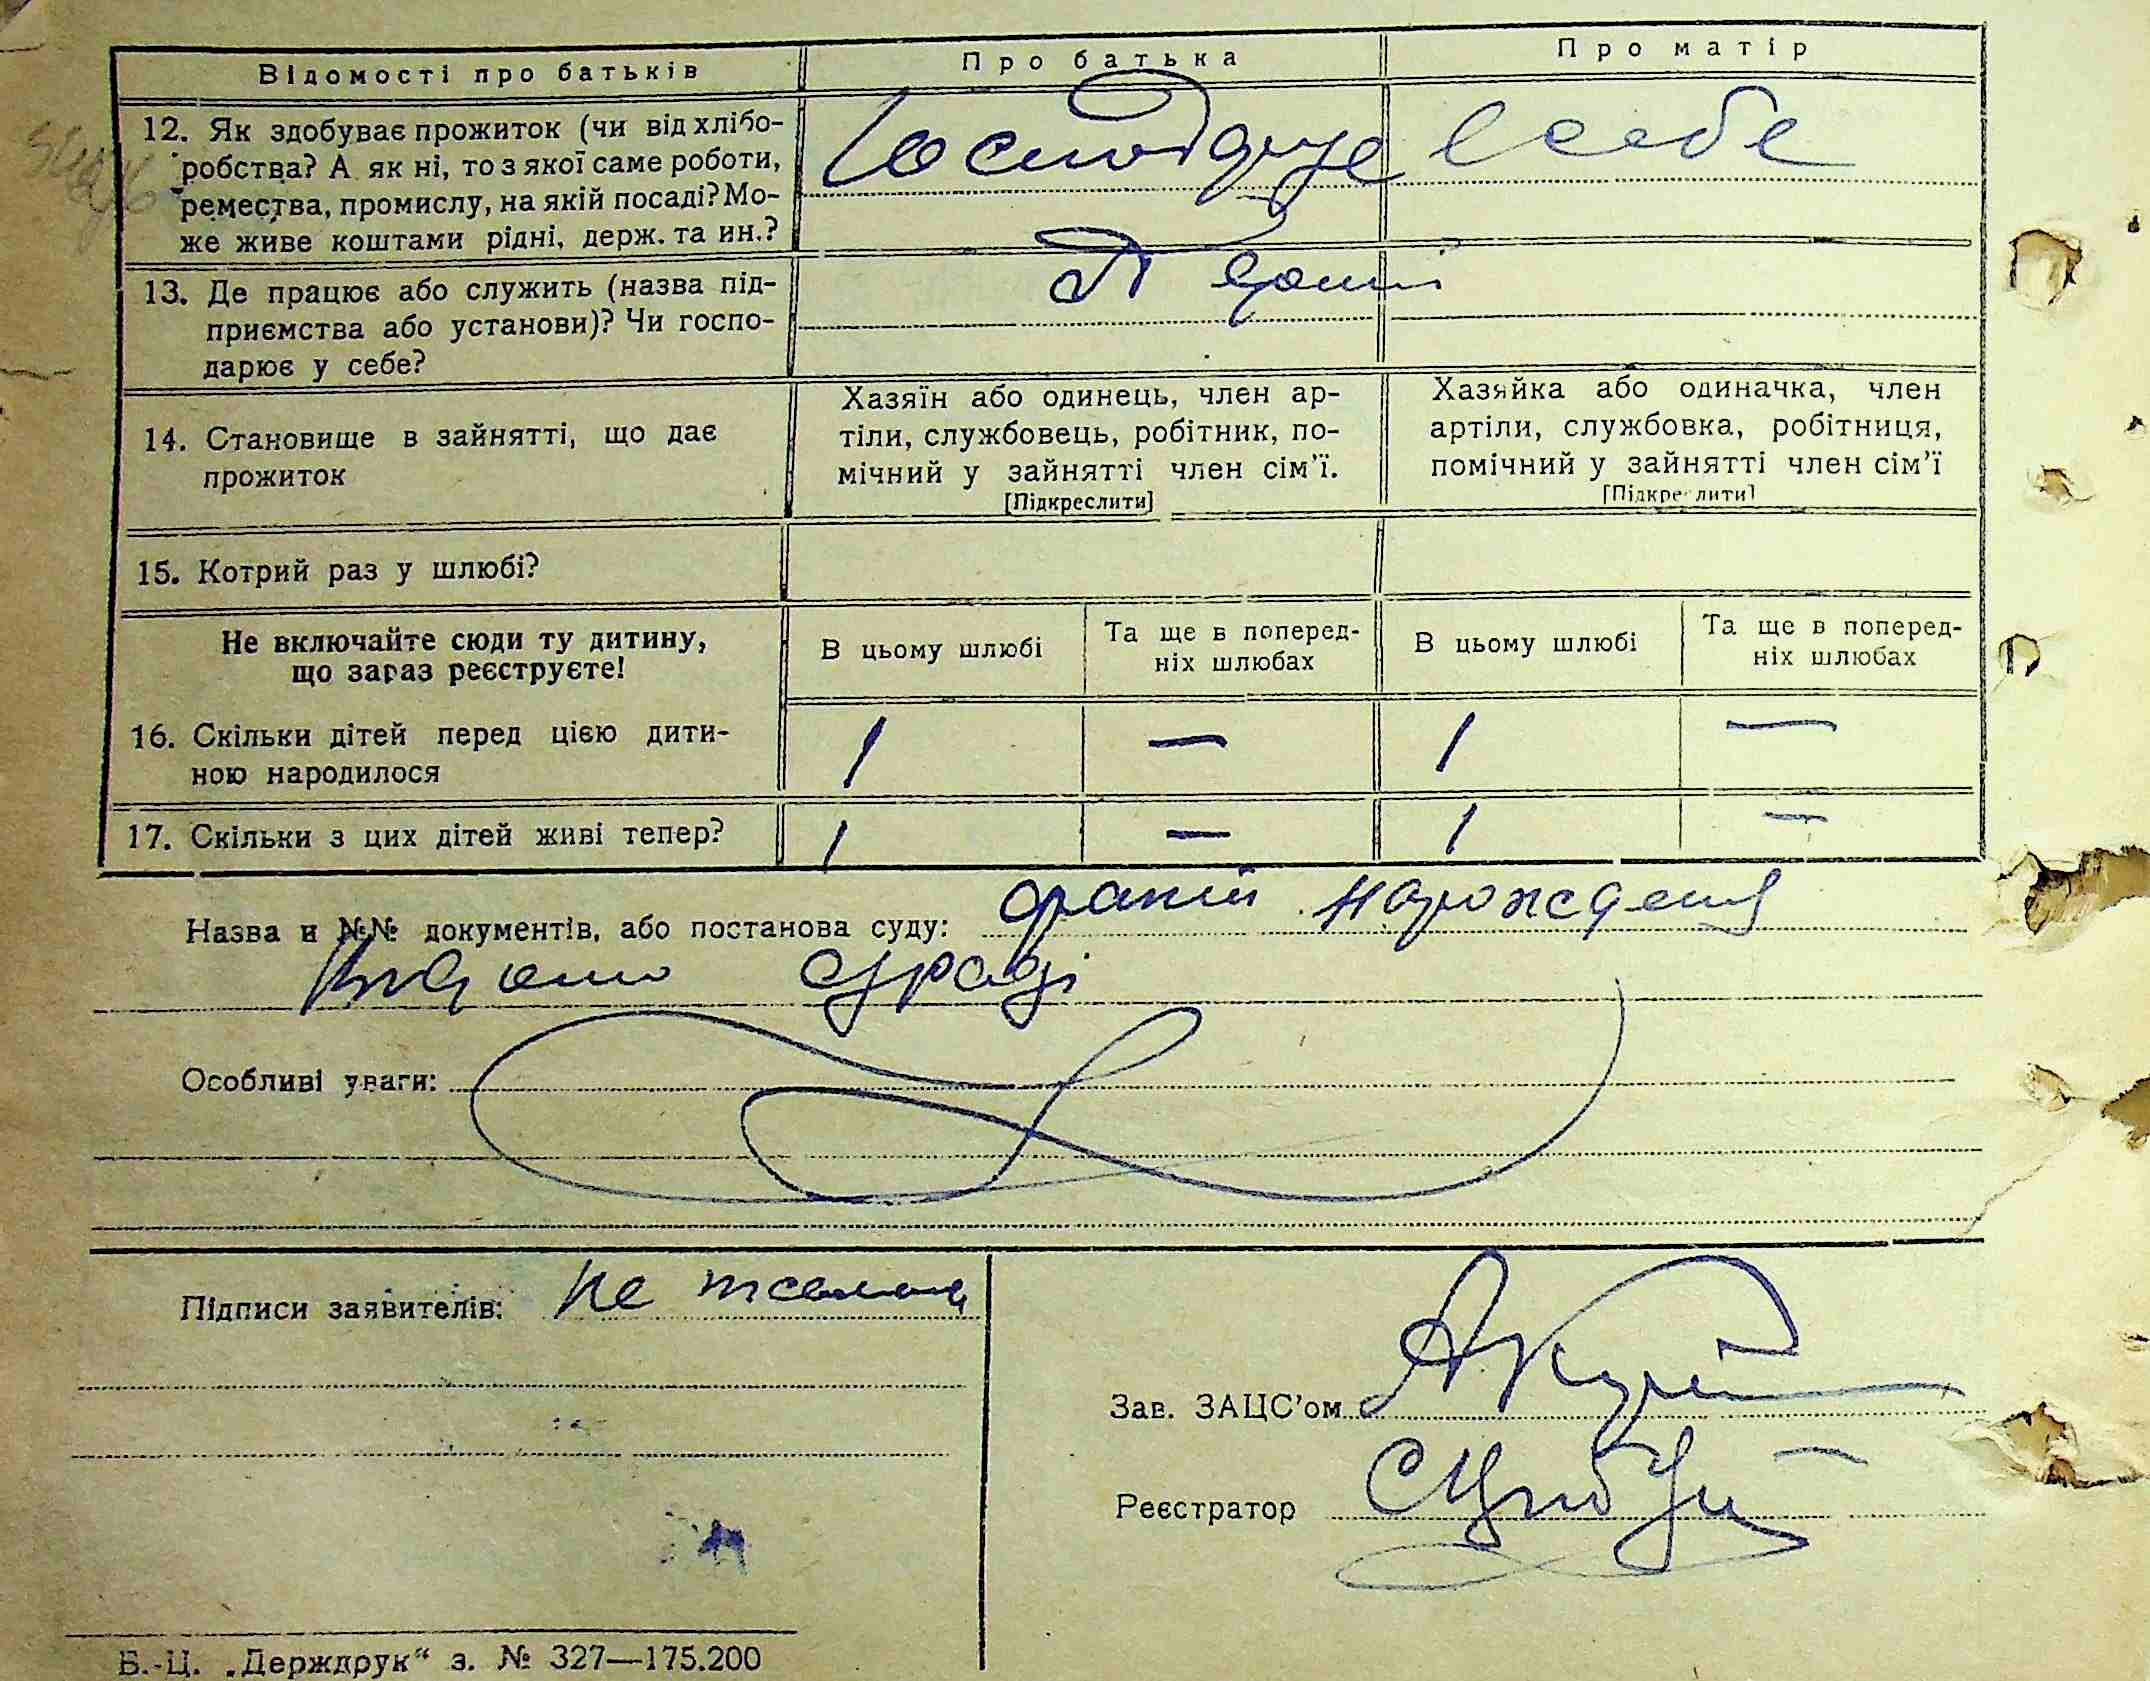 Відомості про батьків
Про батька
Про матір
12. Як здобуває прожиток (чи від хлібо-
робства? А як ні, то з якої саме роботи,
ремества, промислу, на якій посаді? Мо-
же живе коштами рідні, держ. та ин.?
Господарує в себе
13. Де працює або служить (назва під-
приємства або установи)? Чи госпо-
дарює у себе?
14. Становище в зайнятті, що дає
прожиток
Хазяїн або одинець, член ар-
тіли, службовець, робітник, по-
мічний у зайнятті член сім’ї.
[Підкреслити]
Хазяйка або одиначка, член
артіли, службовка, робітниця,
помічний у зайнятті член сім’ї
[Підкреслити]
15. Котрий раз у шлюбі?
Не включайте сюди ту дитину,
що зараз реєструєте!
В цьому шлюбі
Та ще в поперед-
ніх шлюбах
В цьому шлюбі
Та ще в поперед-
ніх шлюбах
16. Скільки дітей перед цією дити-
ною народилося
1 — 1 —
17. Скільки з цих дітей живі тепер? 1 — 1 —
Назва и №№ документів, або постанова суду:
Особливі уваги:
Підписи заявителів: не
Зав. ЗАЦС’ом
Реєстратор
Б.-Ц. „Держдрук“ з. № 327—175.200